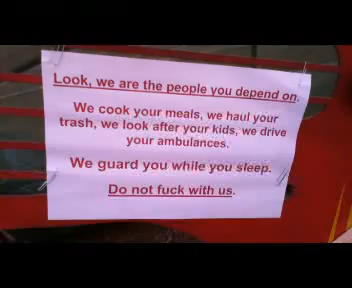 Look, we are the people you depend on.
We cook your meals, we haul your
trash, we look after your kids, we drive
your ambulances.
We guard you while you sleep.
Do not fuck with us.